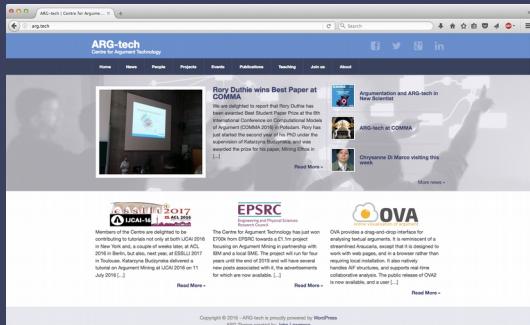 ARG-tech | Centre for Argume...
arg.tech
Search
ARG-tech
Centre for Argument Technology
Home News People Projects Events Publications Teaching Join us About
Rory Duthie wins Best Paper at
COMMA
We are delighted to report that Rory Duthie has
been awarded Best Student Paper Prize at the 6th
International Conference on Computational Models
of Argument (COMMA 2016) in Potsdam. Rory has
just started the second year of his PhD under the
supervision of Katarzyna Budzynska, and was
awarded the prize for his paper, Mining Ethos in
[…]
Read More »
Argumentation and ARG-tech in
New Scientist
ARG-tech at COMMA
Chrysanne Di Marco visiting this
week
More news »
ESSLLI 2017
IJCAI-16
ACL 2016
Members of the Centre are delighted to be
contributing to tutorials not only at both IJCAI 2016
in New York and, a couple of weeks later, at ACL
2016 in Berlin, but also, next year, at ESSLLI 2017
in Toulouse. Katarzyna Budzynska delivered a
tutorial on Argument Mining at IJCAI 2016 on 11
July 2016 […]
Read More »
EPSRC
Engineering and Physical Sciences
Research Council
The Centre for Argument Technology has just won
£700k from EPSRC towards a £1.1m project
focusing on Argument Mining in partnership with
IBM and a local SME. The project will run for four
years until the end of 2019 and will have several
new posts associated with it, the advertisements
for which are now available. […]
Read More »
OVA
online visualisation of argument
OVA provides a drag-and-drop interface for
analysing textual arguments. It is reminiscent of a
streamlined Araucaria, except that it is designed to
work with web pages, and in a browser rather than
requiring local installation. It also natively
handles AIF structures, and supports real-time
collaborative analysis. The public release of OVA2
is now available, and a user […]
Read More »
Copyright © 2016 · ARG-tech is proudly powered by WordPress